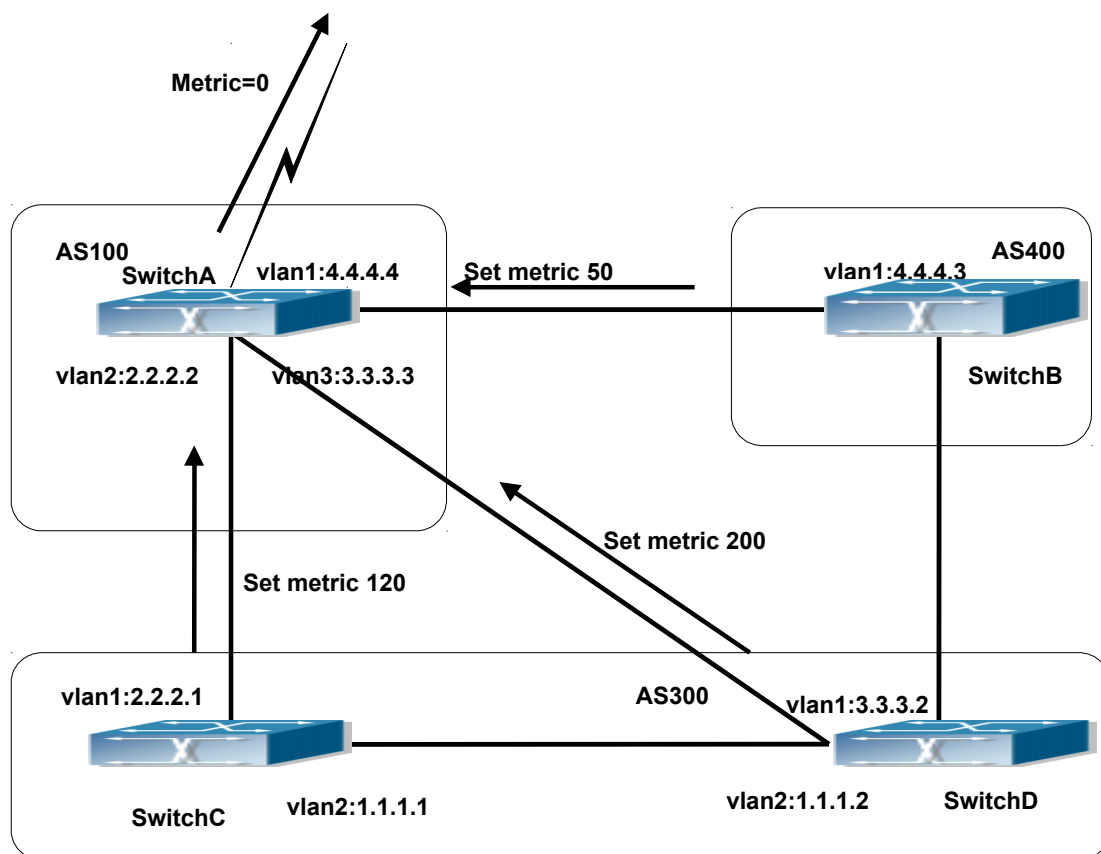 Metric=0
AS100
SwitchA
vlan1:4.4.4.4
Set metric 50
vlan1:4.4.4.3
AS400
vlan2:2.2.2.2
vlan3:3.3.3.3
SwitchB
Set metric 200
Set metric 120
vlan1:2.2.2.1
AS300
vlan1:3.3.3.2
SwitchC
vlan2:1.1.1.1
vlan2:1.1.1.2
SwitchD